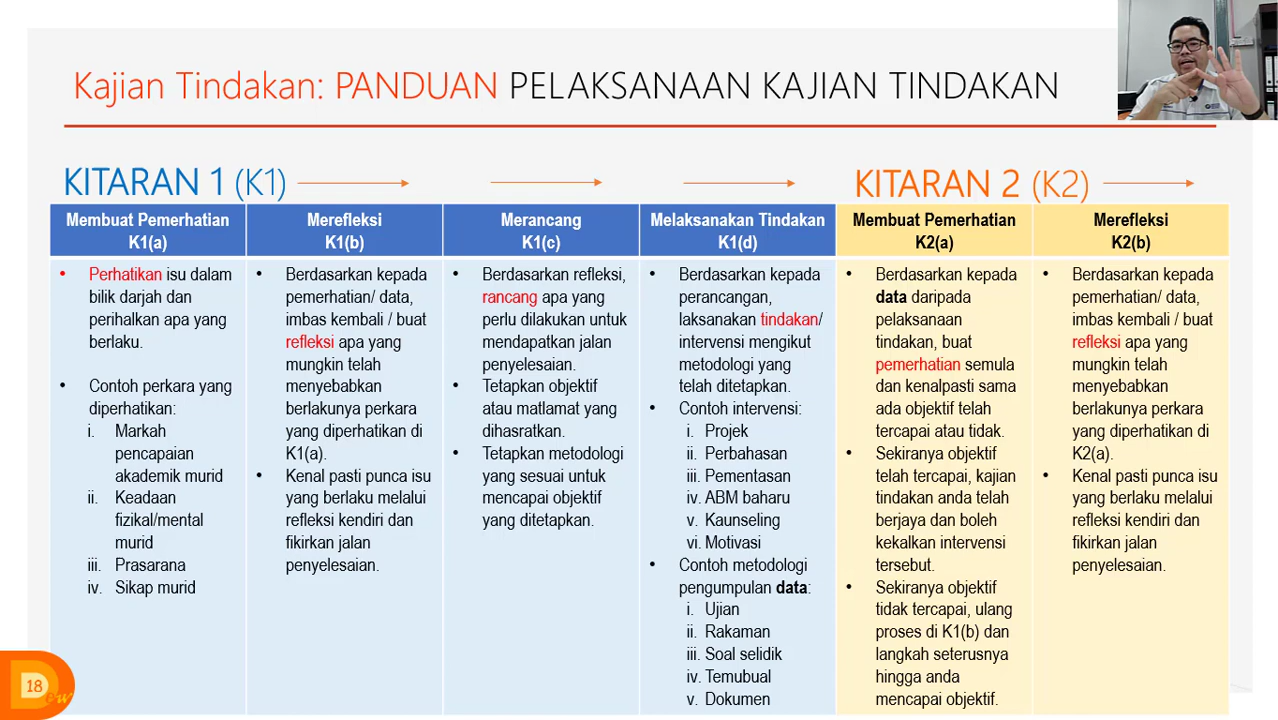 Kajian Tindakan: PANDUAN PELAKSANAAN KAJIAN TINDAKAN
KITARAN 1 (K1)
KITARAN 2 (K2)
Membuat Pemerhatian
K1(a)
• Perhatikan isu dalam
bilik darjah dan
perihalkan apa yang
berlaku.
• Contoh perkara yang
diperhatikan:
i. Markah
pencapaian
akademik murid
ii. Keadaan
fizikal/mental
murid
iii. Prasarana
iv. Sikap murid
Merefleksi
K1(b)
• Berdasarkan kepada
pemerhatian/ data,
imbas kembali / buat
refleksi apa yang
mungkin telah
menyebabkan
berlakunya perkara
yang diperhatikan di
K1(a).
• Kenal pasti punca isu
yang berlaku melalui
refleksi kendiri dan
fikirkan jalan
penyelesaian.
Merancang
K1(c)
• Berdasarkan refleksi,
rancang apa yang
perlu dilakukan untuk
mendapatkan jalan
penyelesaian.
• Tetapkan objektif
atau matlamat yang
dihasratkan.
• Tetapkan metodologi
yang sesuai untuk
mencapai objektif
yang ditetapkan.
Melaksanakan Tindakan
K1(d)
• Berdasarkan kepada
perancangan,
laksanakan tindakan/
intervensi mengikut
metodologi yang
telah ditetapkan.
• Contoh intervensi:
i. Projek
ii. Perbahasan
iii. Pementasan
iv. ABM baharu
v. Kaunseling
vi. Motivasi
• Contoh metodologi
pengumpulan data:
i. Ujian
ii. Rakaman
iii. Soal selidik
iv. Temubual
v. Dokumen
Membuat Pemerhatian
K2(a)
• Berdasarkan kepada
data daripada
pelaksanaan
tindakan, buat
pemerhatian semula
dan kenalpasti sama
ada objektif telah
tercapai atau tidak.
• Sekiranya objektif
telah tercapai, kajian
tindakan anda telah
berjaya dan boleh
kekalkan intervensi
tersebut.
• Sekiranya objektif
tidak tercapai, ulang
proses di K1(b) dan
langkah seterusnya
hingga anda
mencapai objektif.
Merefleksi
K2(b)
• Berdasarkan kepada
pemerhatian/ data,
imbas kembali / buat
refleksi apa yang
mungkin telah
menyebabkan
berlakunya perkara
yang diperhatikan di
K2(a).
• Kenal pasti punca isu
yang berlaku melalui
refleksi kendiri dan
fikirkan jalan
penyelesaian.
18